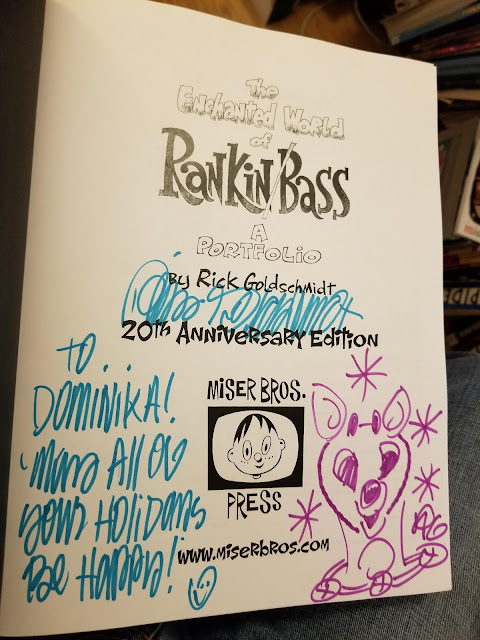 The
Enchanted World
of
Rankin/Bass
A
Portfolio
By Rick Goldschmidt
20th Anniversary Edition
TO
DOMINIKA!
MAY All OF
YOUR HOLIDAYS
BE HAPPY!
MISER BROS.
PRESS
www.miserbros.com
RG